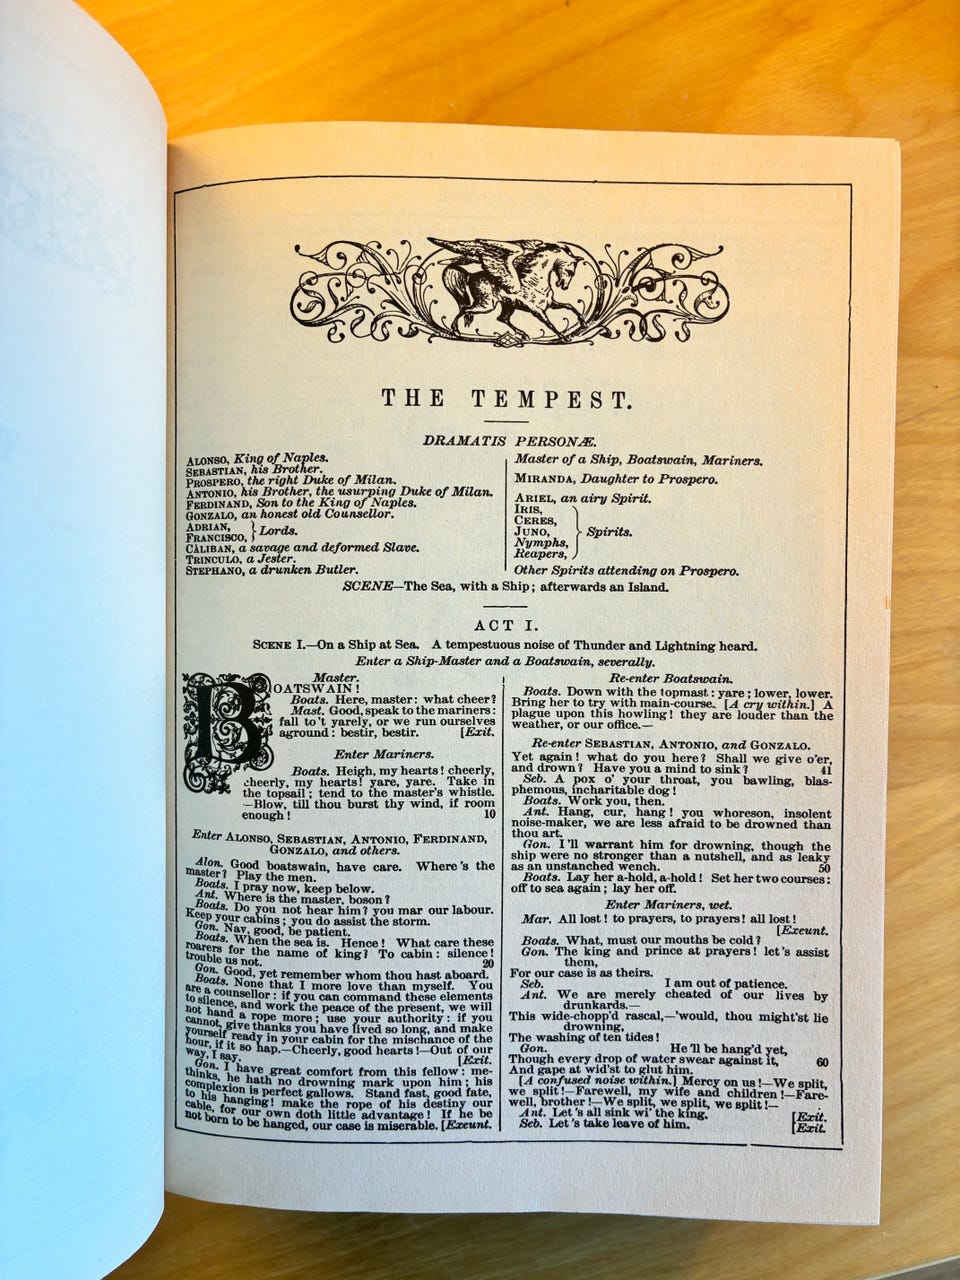 THE TEMPEST.
DRAMATIS PERSONÆ.
ALONSO, King of Naples.
SEBASTIAN, his Brother.
PROSPERO, the right Duke of Milan.
ANTONIO, his Brother, the usurping Duke of Milan.
FERDINAND, Son to the King of Naples.
GONZALO, an honest old Counsellor.
ADRIAN,
FRANCISCO, } Lords.
CALIBAN, a savage and deformed Slave.
TRINCULO, a Jester.
STEPHANO, a drunken Butler.
Master of a Ship, Boatswain, Mariners.
MIRANDA, Daughter to Prospero.
ARIEL, an airy Spirit.
IRIS,
CERES,
JUNO, } Spirits.
Nymphs,
Reapers,
Other Spirits attending on Prospero.
SCENE—The Sea, with a Ship; afterwards an Island.
ACT I.
SCENE I.—On a Ship at Sea. A tempestuous noise of Thunder and Lightning heard.
Enter a Ship-Master and a Boatswain, severally.
Master.
BOATSWAIN!
Boats. Here, master: what cheer?
Mast. Good, speak to the mariners:
fall to't yarely, or we run ourselves
aground: bestir, bestir. [Exit.
Enter Mariners.
Boats. Heigh, my hearts! cheerly,
cheerly, my hearts! yare, yare. Take in
the topsail; tend to the master's whistle.
—Blow, till thou burst thy wind, if room
enough! 10
Enter ALONSO, SEBASTIAN, ANTONIO, FERDINAND,
GONZALO, and others.
Alon. Good boatswain, have care. Where's the
master? Play the men.
Boats. I pray now, keep below.
Ant. Where is the master, boson?
Boats. Do you not hear him? you mar our labour.
Keep your cabins; you do assist the storm.
Gon. Nay, good, be patient.
Boats. When the sea is. Hence! What care these
roarers for the name of king? To cabin: silence!
trouble us not. 20
Gon. Good, yet remember whom thou hast aboard.
Boats. None that I more love than myself. You
are a counsellor: if you can command these elements
to silence, and work the peace of the present, we will
not hand a rope more; use your authority: if you
cannot, give thanks you have lived so long, and make
yourself ready in your cabin for the mischance of the
hour, if it so hap.—Cheerly, good hearts!—Out of our
way, I say. [Exit.
Gon. I have great comfort from this fellow: me-
thinks, he hath no drowning mark upon him; his
complexion is perfect gallows. Stand fast, good fate,
to his hanging! make the rope of his destiny our
cable, for our own doth little advantage! If he be
not born to be hanged, our case is miserable. [Exeunt.
Re-enter Boatswain.
Boats. Down with the topmast: yare; lower, lower.
Bring her to try with main-course. [A cry within.] A
plague upon this howling! they are louder than the
weather, or our office.—
Re-enter SEBASTIAN, ANTONIO, and GONZALO.
Yet again! what do you here? Shall we give o'er,
and drown? Have you a mind to sink? 41
Seb. A pox o' your throat, you bawling, blas-
phemous, incharitable dog!
Boats. Work you, then.
Ant. Hang, cur, hang! you whoreson, insolent
noise-maker, we are less afraid to be drowned than
thou art.
Gon. I'll warrant him for drowning, though the
ship were no stronger than a nutshell, and as leaky
as an unstanched wench. 50
Boats. Lay her a-hold, a-hold! Set her two courses:
off to sea again; lay her off.
Enter Mariners, wet.
Mar. All lost! to prayers, to prayers! all lost!
[Exeunt.
Boats. What, must our mouths be cold?
Gon. The king and prince at prayers! let's assist
them,
For our case is as theirs.
Seb. I am out of patience.
Ant. We are merely cheated of our lives by
drunkards.—
This wide-chopp'd rascal,—'would, thou might'st lie
drowning,
The washing of ten tides!
Gon. He'll be hang'd yet,
Though every drop of water swear against it, 60
And gape at wid'st to glut him.
[A confused noise within.] Mercy on us!—We split,
we split!—Farewell, my wife and children!—Fare-
well, brother!—We split, we split, we split!—
Ant. Let's all sink wi' the king. [Exit.
Seb. Let's take leave of him. [Exit.